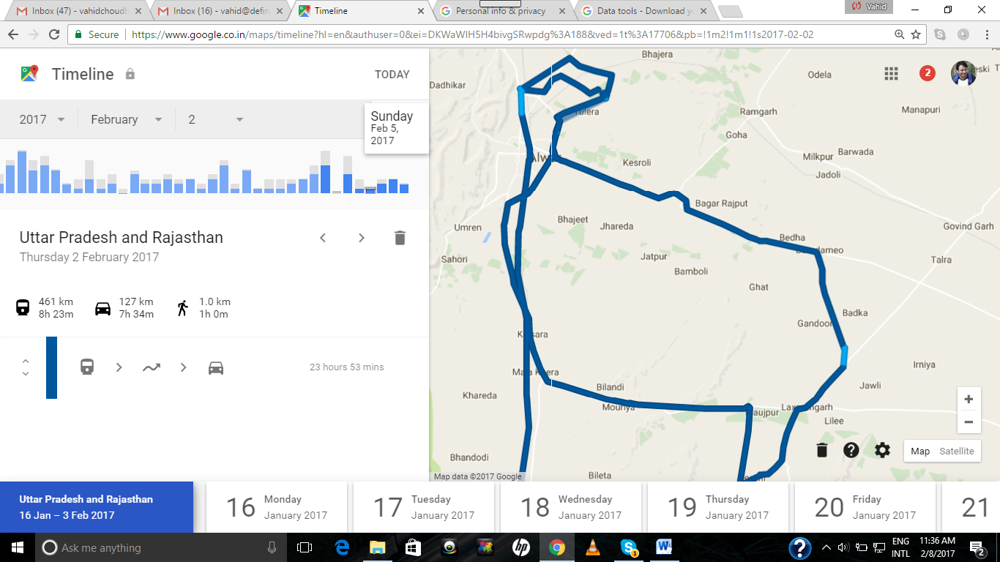 Inbox (47) - vahidchoudh
Inbox (16) - vahid@defin
Timeline
Personal info & privacy
Data tools - Download yo
Vahid
Secure
https://www.google.co.in/maps/timeline?hl=en&authuser=0&ei=DKWaWIH5H4bivgSRwpdg%3A188&ved=1t%3A17706&pb=!1m2!1m1!1s2017-02-02
Timeline
TODAY
2017
February
2
Sunday
Feb 5,
2017
Uttar Pradesh and Rajasthan
Thursday 2 February 2017
461 km
8h 23m
127 km
7h 34m
1.0 km
1h 0m
23 hours 53 mins
2
Bhajera
Odela
Dadhikar
Tulera
Ramgarh
Manapuri
Goha
Alwar
Kesroli
Milkpur
Barwada
Jadoli
Bagar Rajput
Umren
Bhajeet
Jhareda
Govind Garh
Bedha
Sahori
Jatpur
Talra
Bamboli
Ghat
Badka
Gandoor
Irniya
Bilandi
Jawli
Khareda
Mounya
aujpur
Lilee
Bhandodi
Bileta
Map
Satellite
Map data ©2017 Google
Uttar Pradesh and Rajasthan
16 Jan – 3 Feb 2017
16
Monday
January 2017
17
Tuesday
January 2017
18
Wednesday
January 2017
19
Thursday
January 2017
20
Friday
January 2017
21
Ask me anything
ENG
INTL
11:36 AM
2/8/2017
2